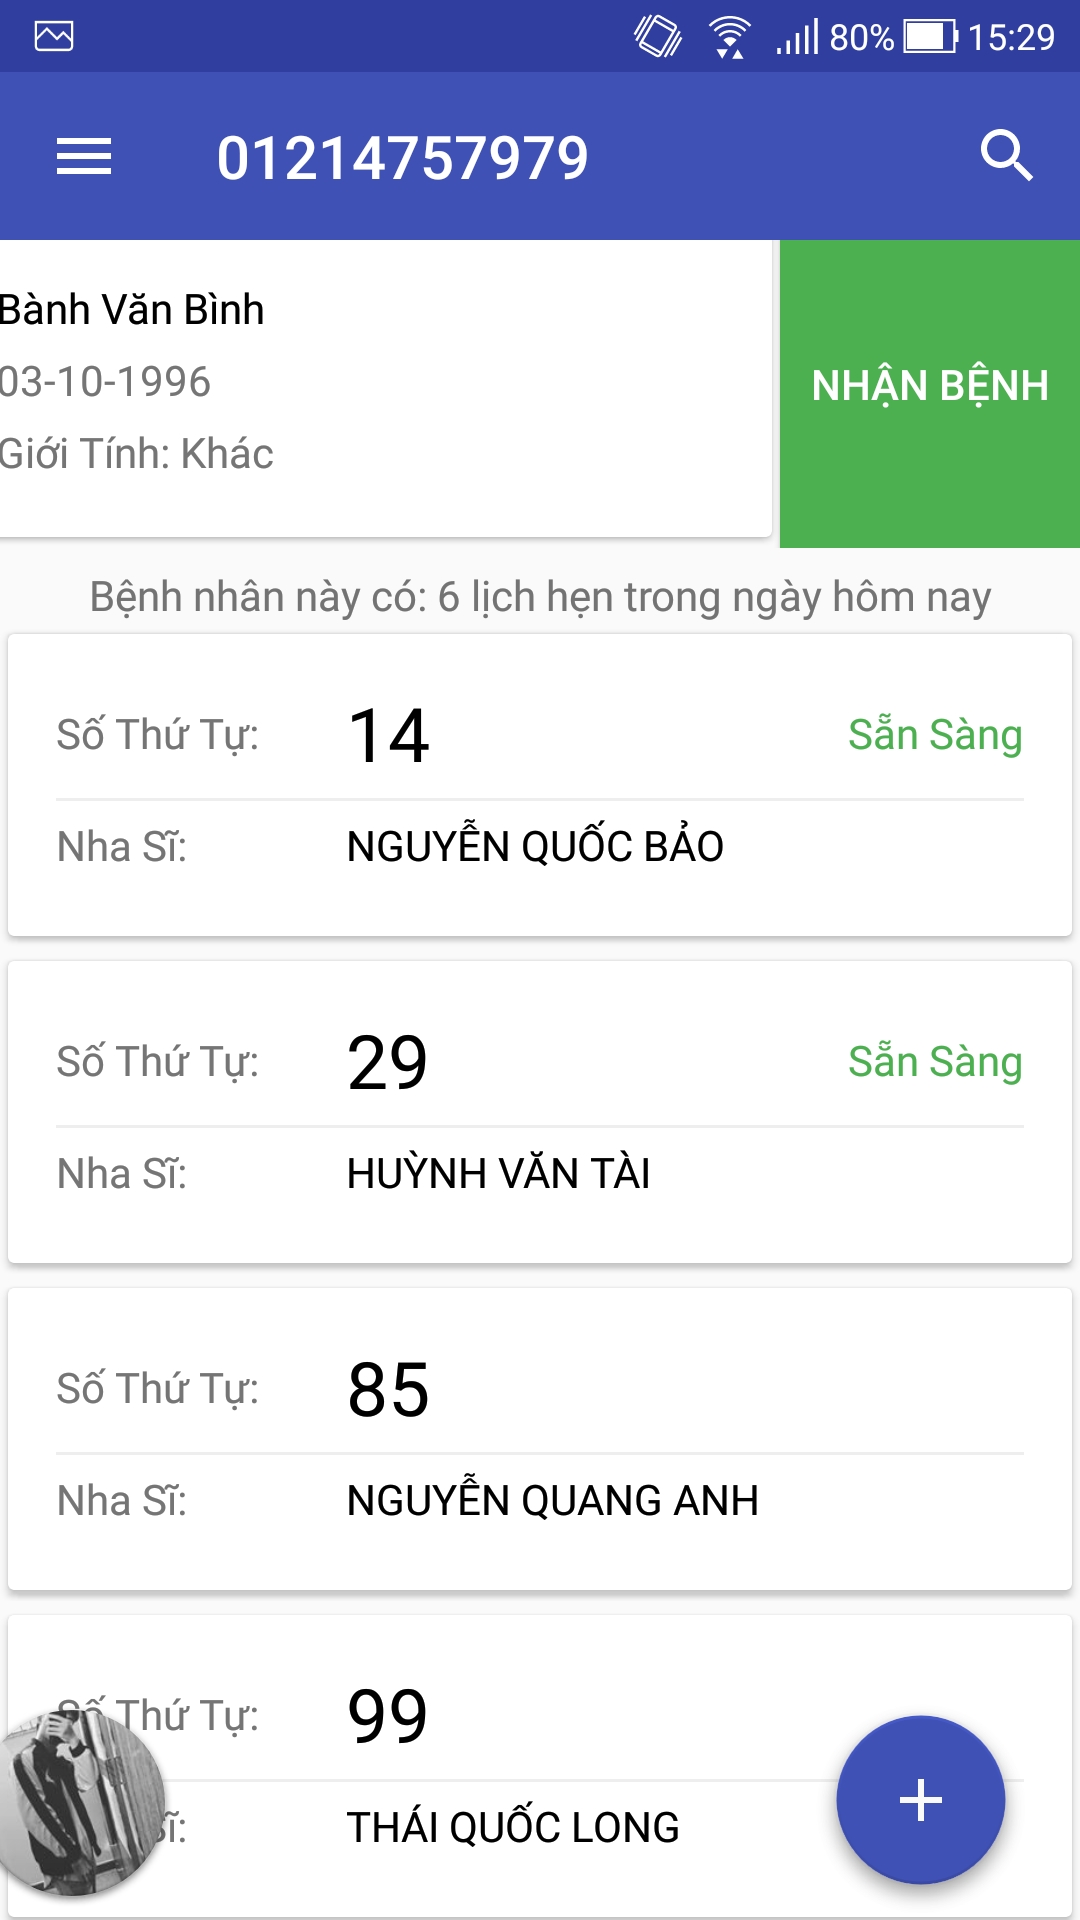 80% 15:29
01214757979
Bành Văn Bình
03-10-1996
Giới Tính: Khác
NHẬN BỆNH
Bệnh nhân này có: 6 lịch hẹn trong ngày hôm nay
Số Thứ Tự: 14 Sẵn Sàng
Nha Sĩ: NGUYỄN QUỐC BẢO
Số Thứ Tự: 29 Sẵn Sàng
Nha Sĩ: HUỲNH VĂN TÀI
Số Thứ Tự: 85
Nha Sĩ: NGUYỄN QUANG ANH
Số Thứ Tự: 99
THÁI QUỐC LONG